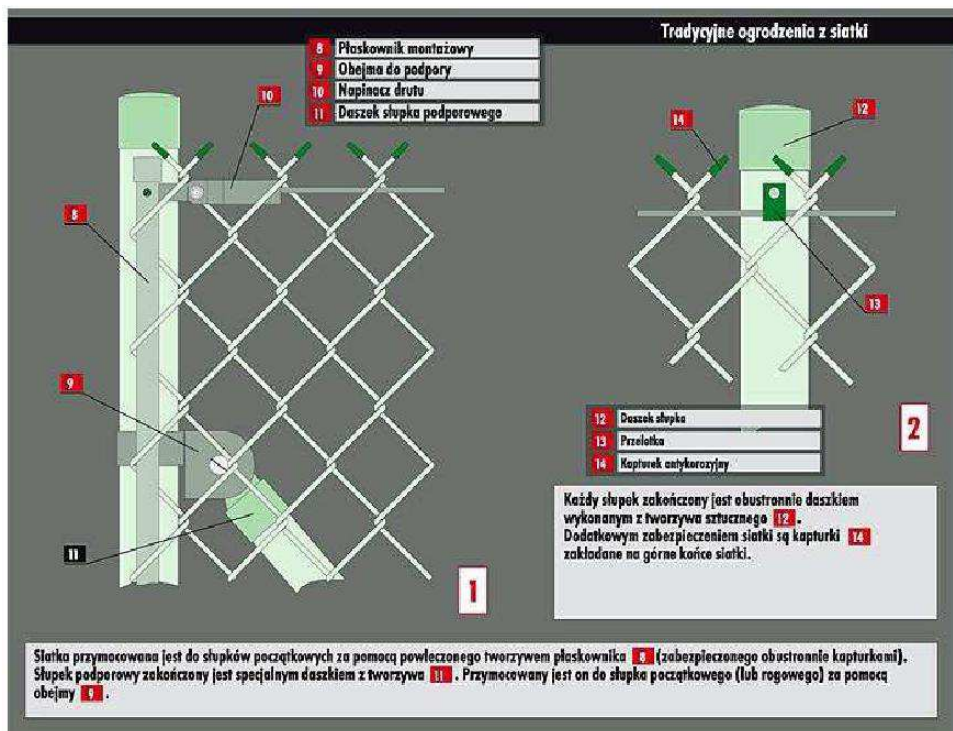 Tradycyjne ogrodzenia z siatki
8 Płaskownik montażowy
9 Obejma do podpory
10 Napinacz drutu
11 Daszek słupka podporowego
10
8
9
11
1
14
12
13
12 Daszek słupka
13 Przelotka
14 Kapturek antykorozyjny
2
Każdy słupek zakończony jest obustronnie daszkiem
wykonanym z tworzywa sztucznego 12 .
Dodatkowym zabezpieczeniem siatki są kapturki 14
zakładane na górne końce siatki.
Siatka przymocowana jest do słupków początkowych za pomocą powleczonego tworzywem płaskownika 8 (zabezpieczonego obustronnie kapturkami).
Słupek podporowy zakończony jest specjalnym daszkiem z tworzywa 11 . Przymocowany jest on do słupka początkowego (lub rogowego) za pomocą
obejmy 9 .